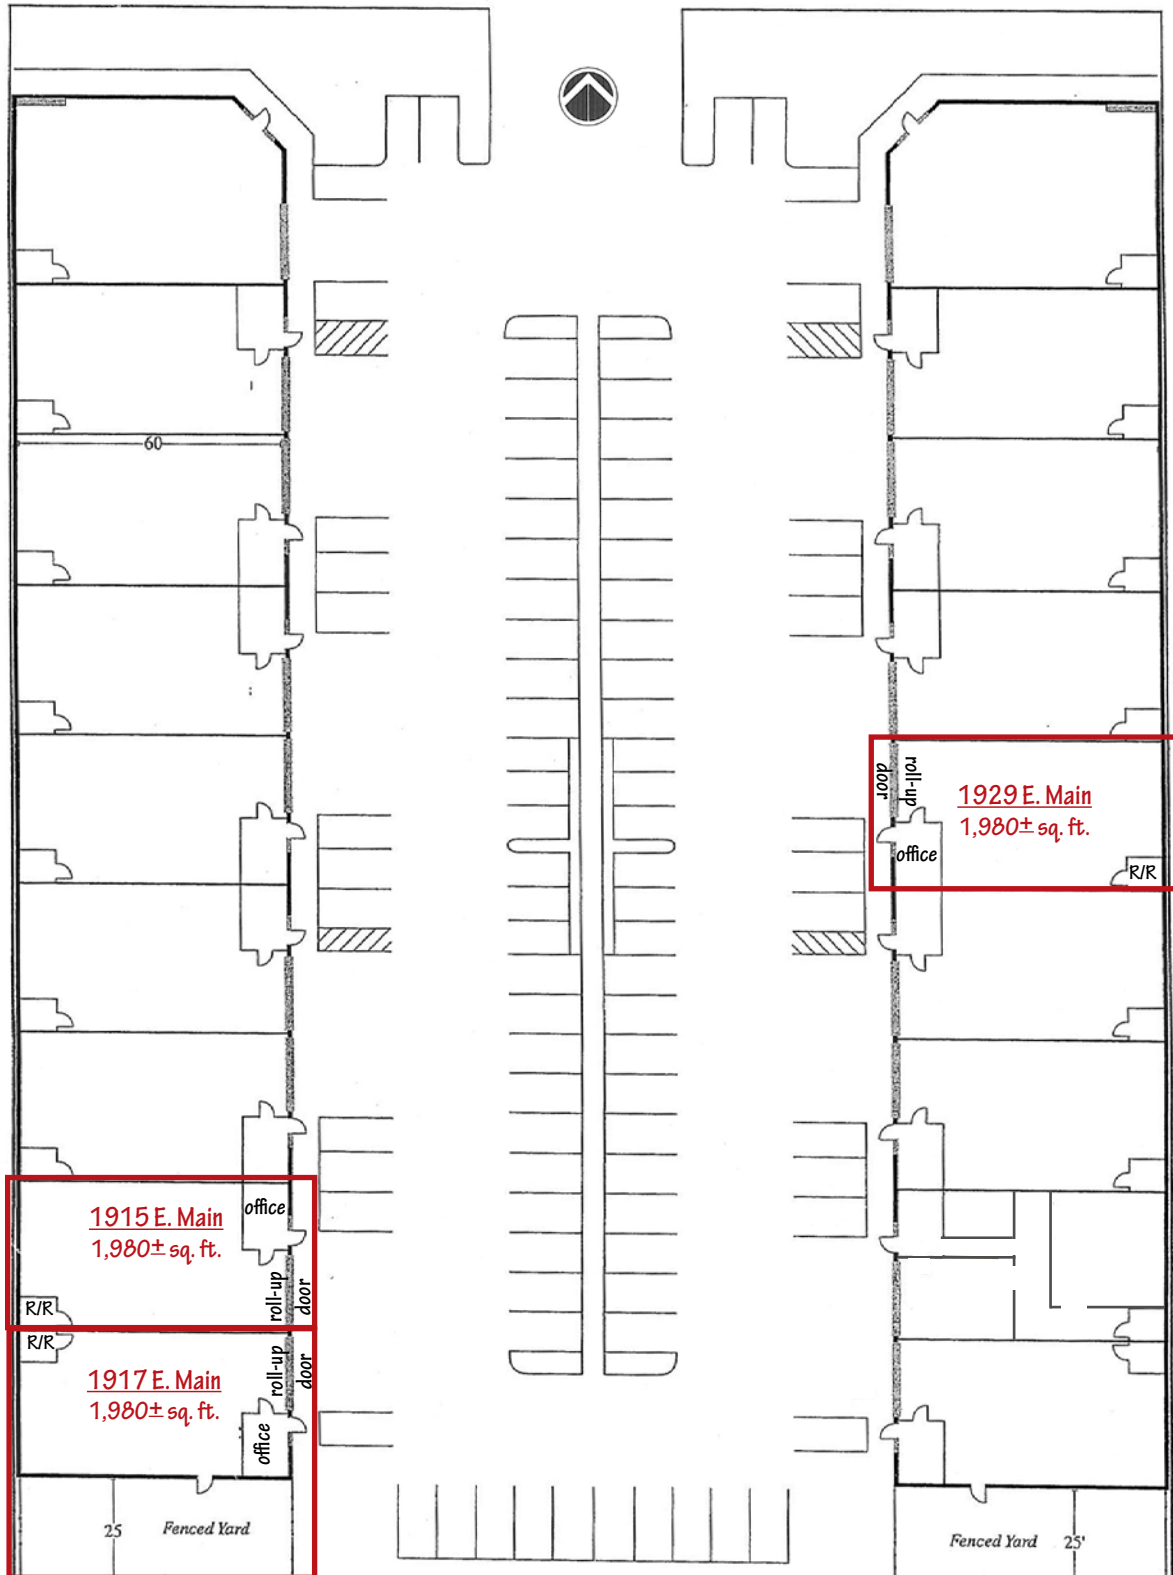 60
roll-up
door
1929 E. Main
1,980± sq. ft.
office
R/R
1915 E. Main
1,980± sq. ft.
office
roll-up
door
R/R
R/R
1917 E. Main
1,980± sq. ft.
roll-up
door
office
25
Fenced Yard
Fenced Yard
25'